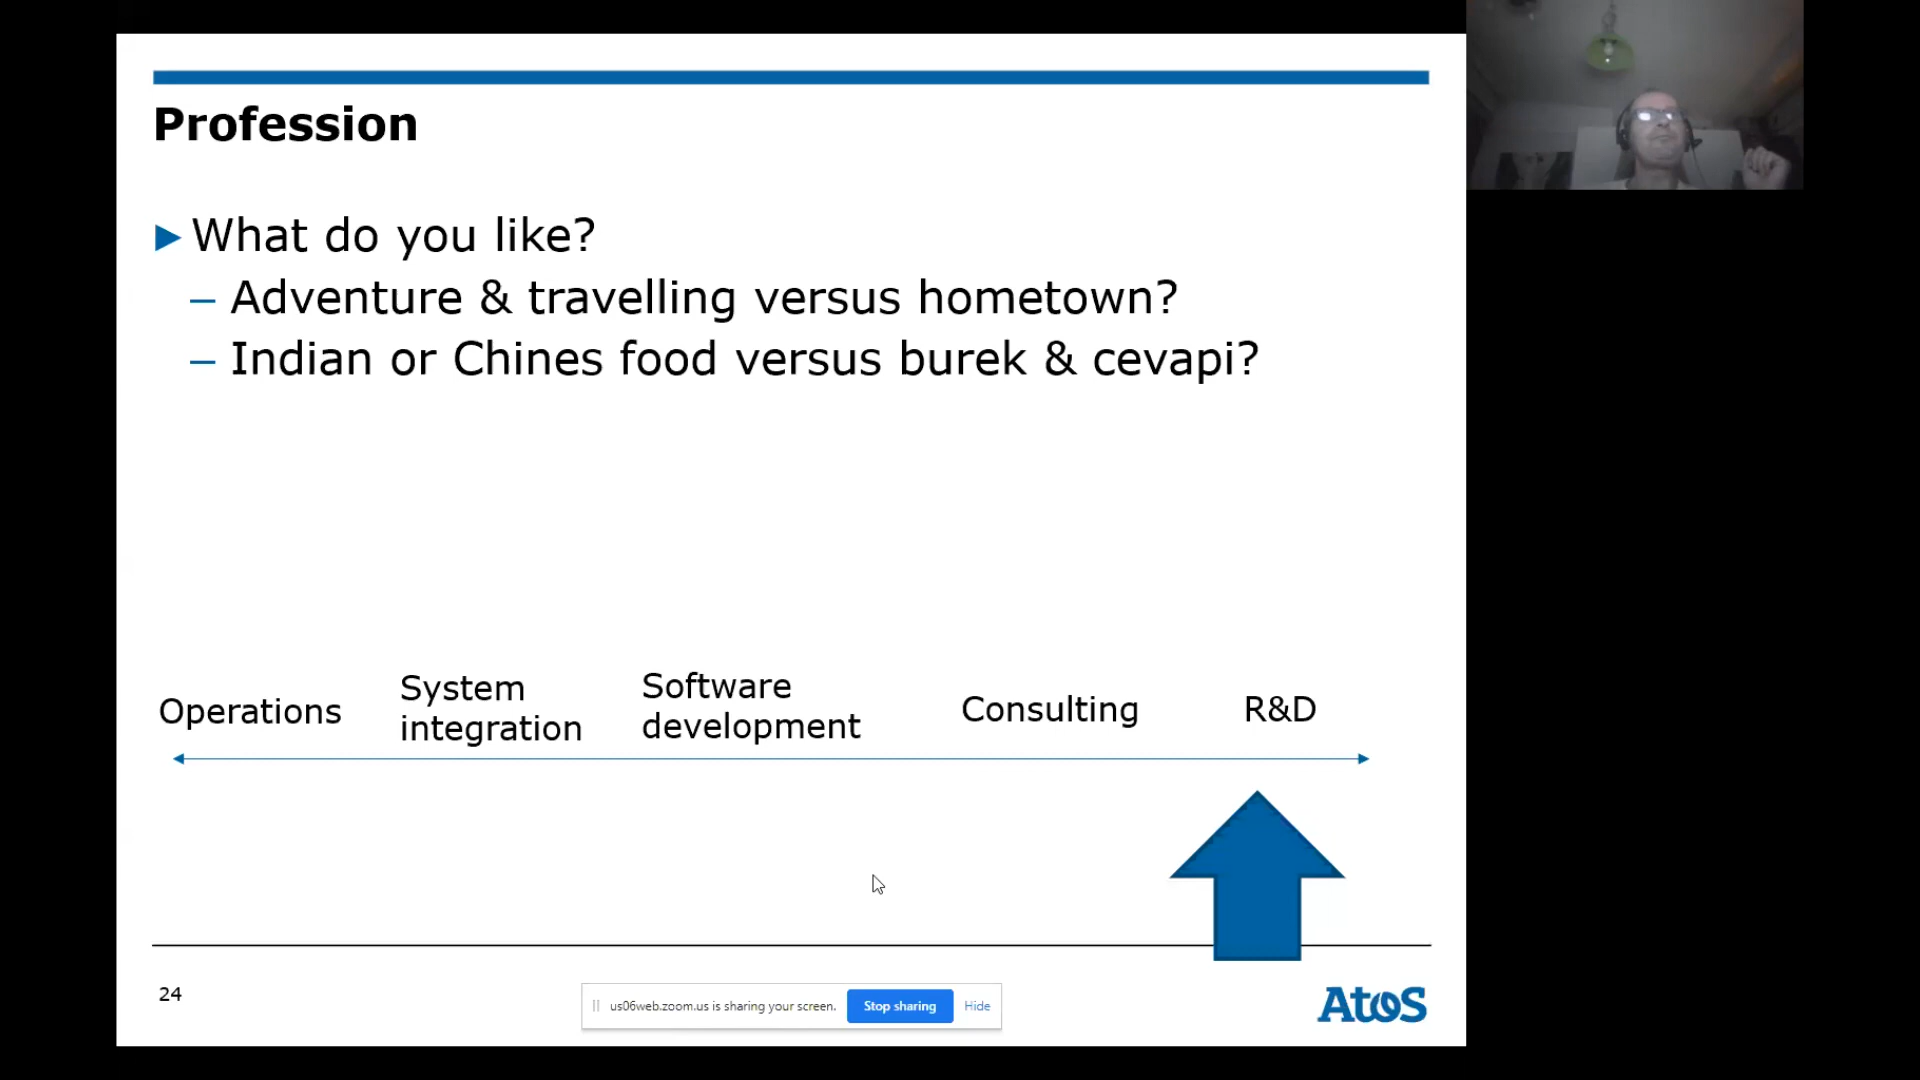 Profession
What do you like?
– Adventure & travelling versus hometown?
– Indian or Chines food versus burek & cevapi?
Operations
System
integration
Software
development
Consulting
R&D
24
us06web.zoom.us is sharing your screen.
Stop sharing
Hide
Atos